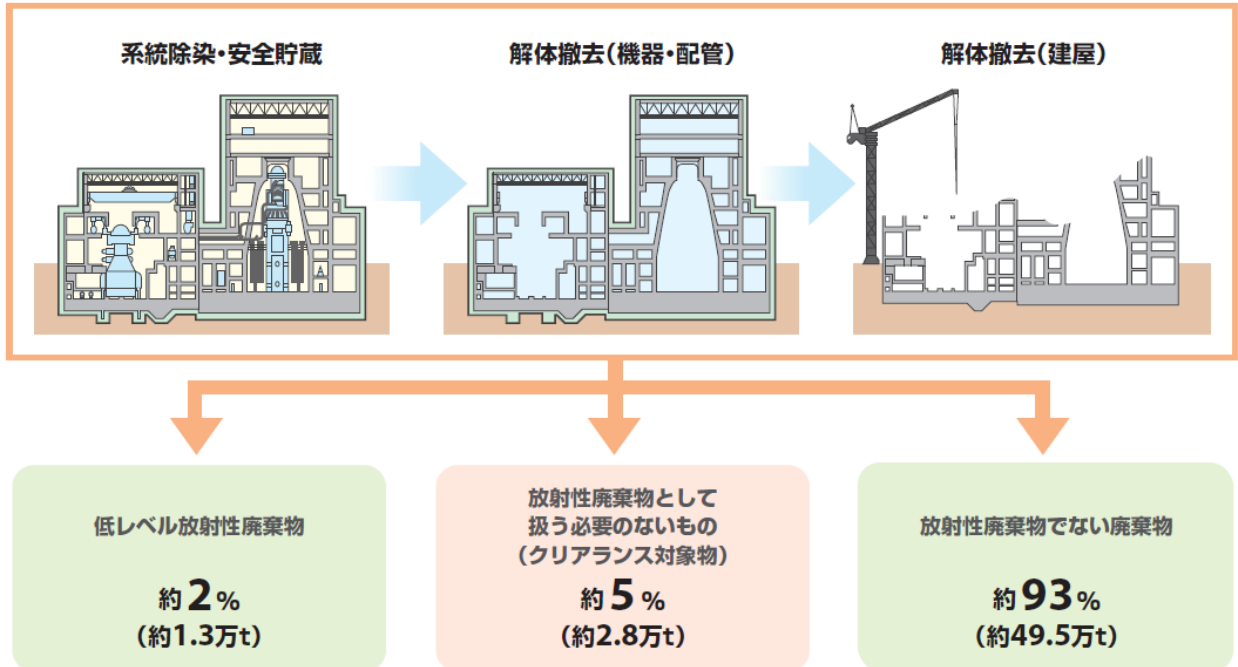 系統除染・安全貯蔵
解体撤去(機器・配管)
解体撤去(建屋)
低レベル放射性廃棄物
約2%
(約1.3万t)
放射性廃棄物として
扱う必要のないもの
(クリアランス対象物)
約5%
(約2.8万t)
放射性廃棄物でない廃棄物
約93%
(約49.5万t)